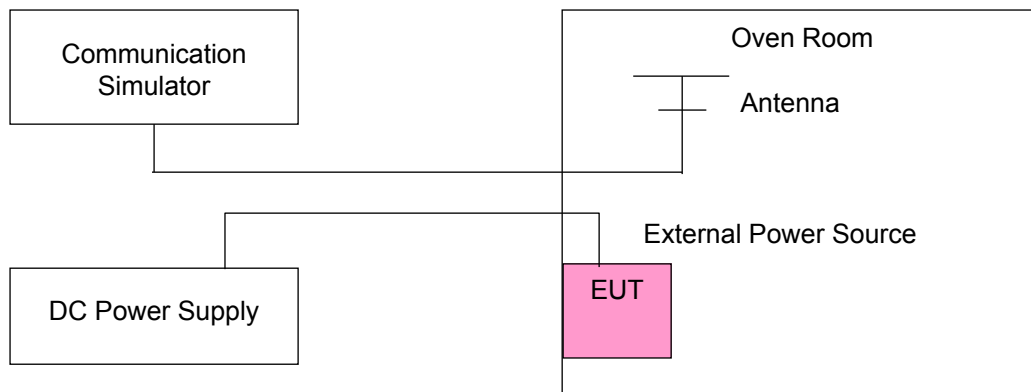 Communication
Simulator
Oven Room
Antenna
External Power Source
DC Power Supply
EUT